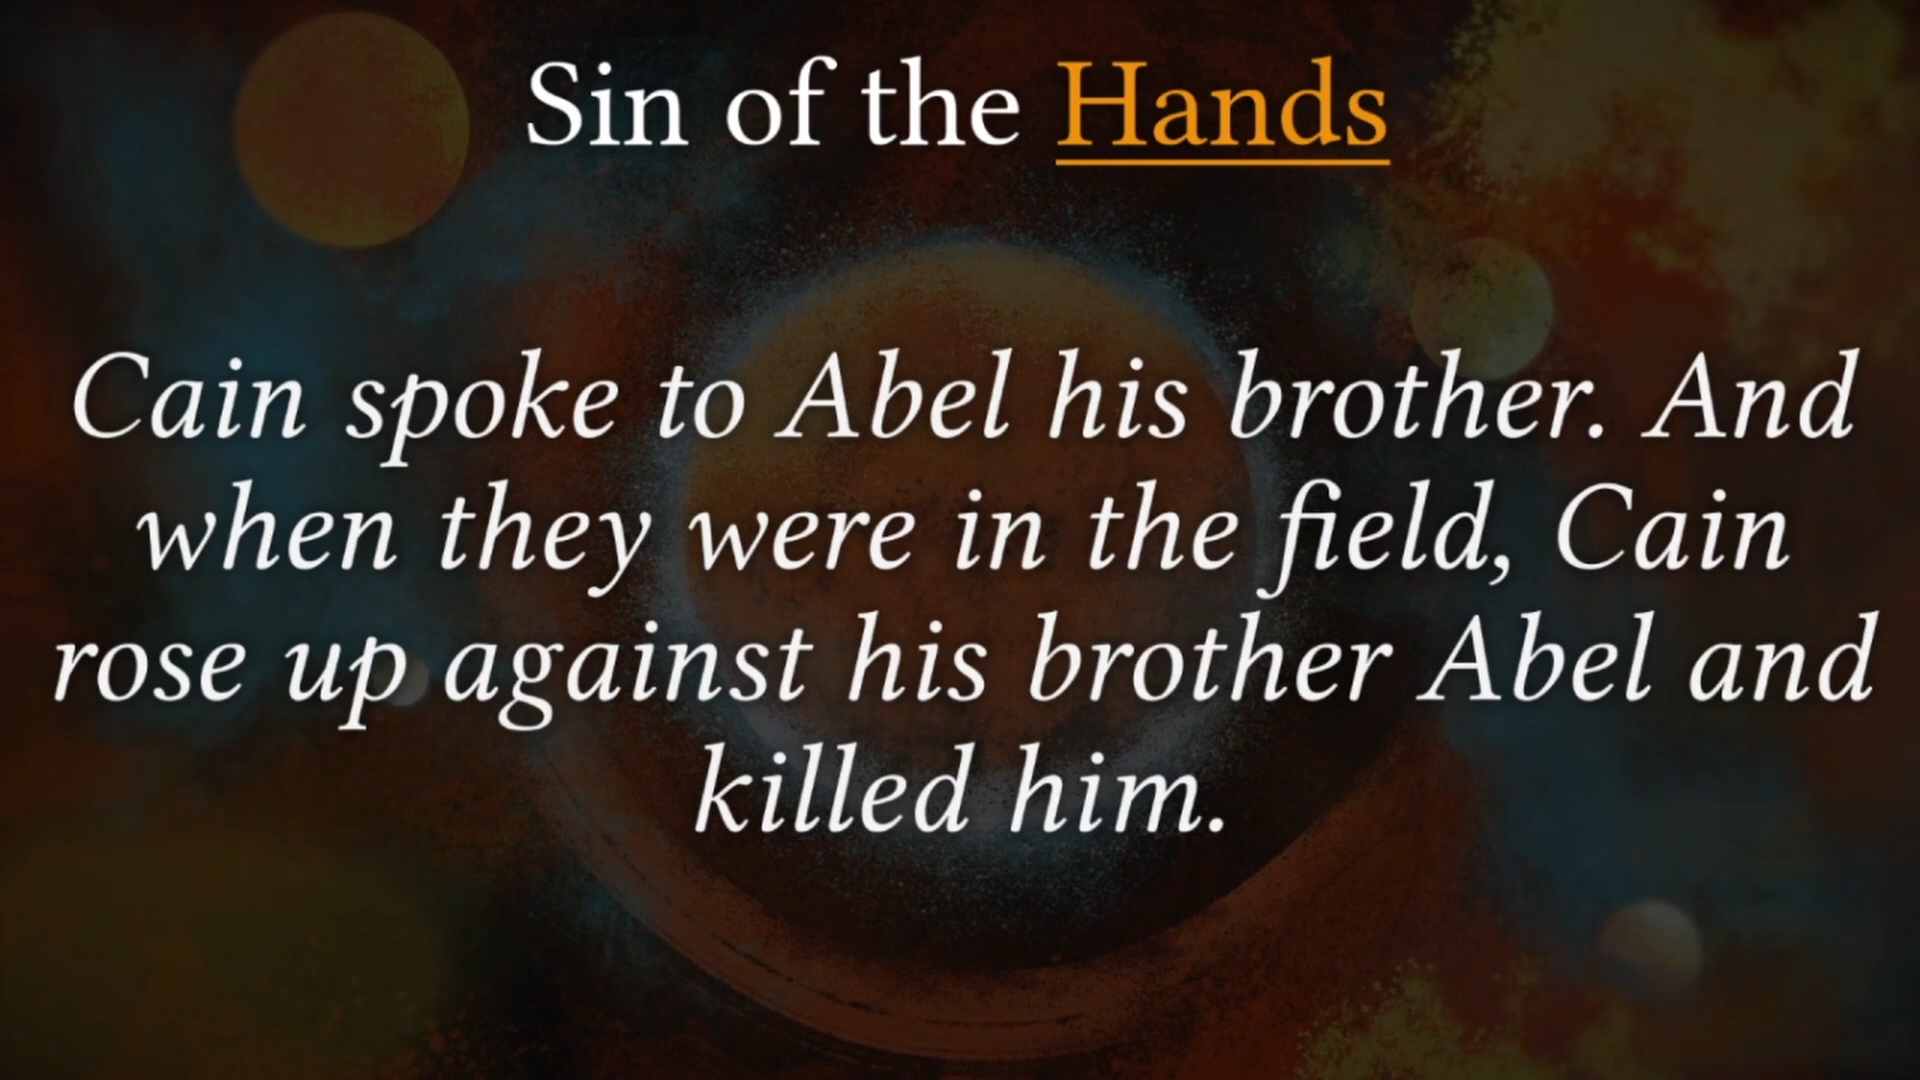 Sin of the Hands
Cain spoke to Abel his brother. And
when they were in the field, Cain
rose up against his brother Abel and
killed him.